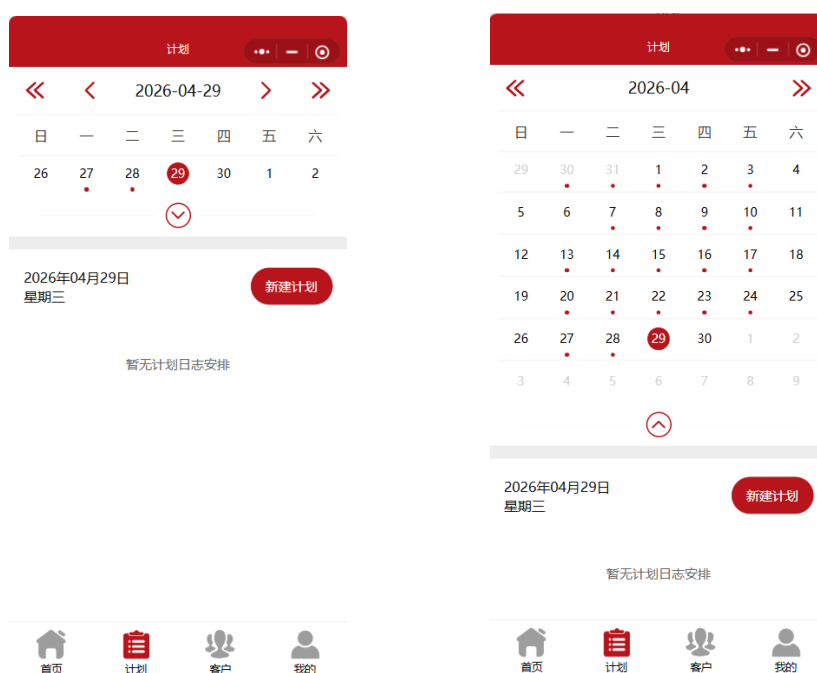 计划
2026-04-29
日 一 二 三 四 五 六
26 27 28 29 30 1 2
2026年04月29日
星期三
新建计划
暂无计划日志安排
首页 计划 客户 我的
计划
2026-04
日 一 二 三 四 五 六
29 30 31 1 2 3 4
5 6 7 8 9 10 11
12 13 14 15 16 17 18
19 20 21 22 23 24 25
26 27 28 29 30 1 2
3 4 5 6 7 8 9
2026年04月29日
星期三
新建计划
暂无计划日志安排
首页 计划 客户 我的